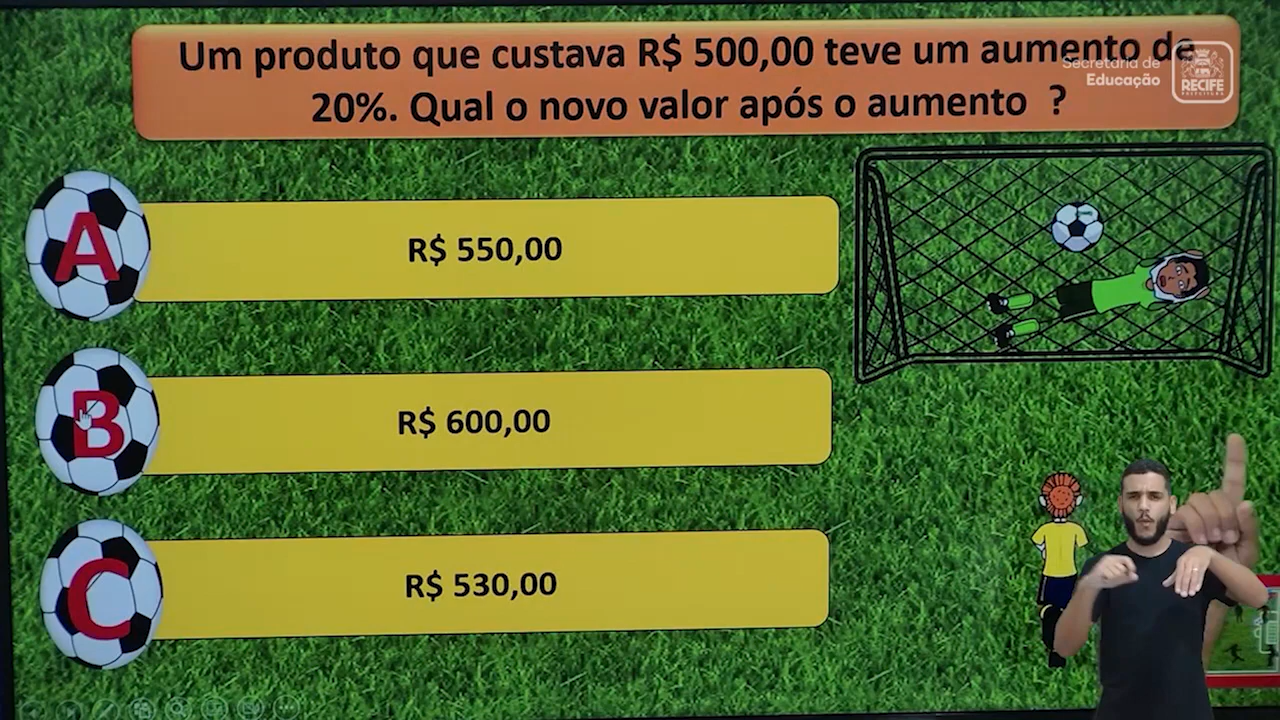 Um produto que custava R$ 500,00 teve um aumento de
20%. Qual o novo valor após o aumento ?
Secretaria de
Educação
RECIFE
PREFEITURA
A
R$ 550,00
B
R$ 600,00
C
R$ 530,00